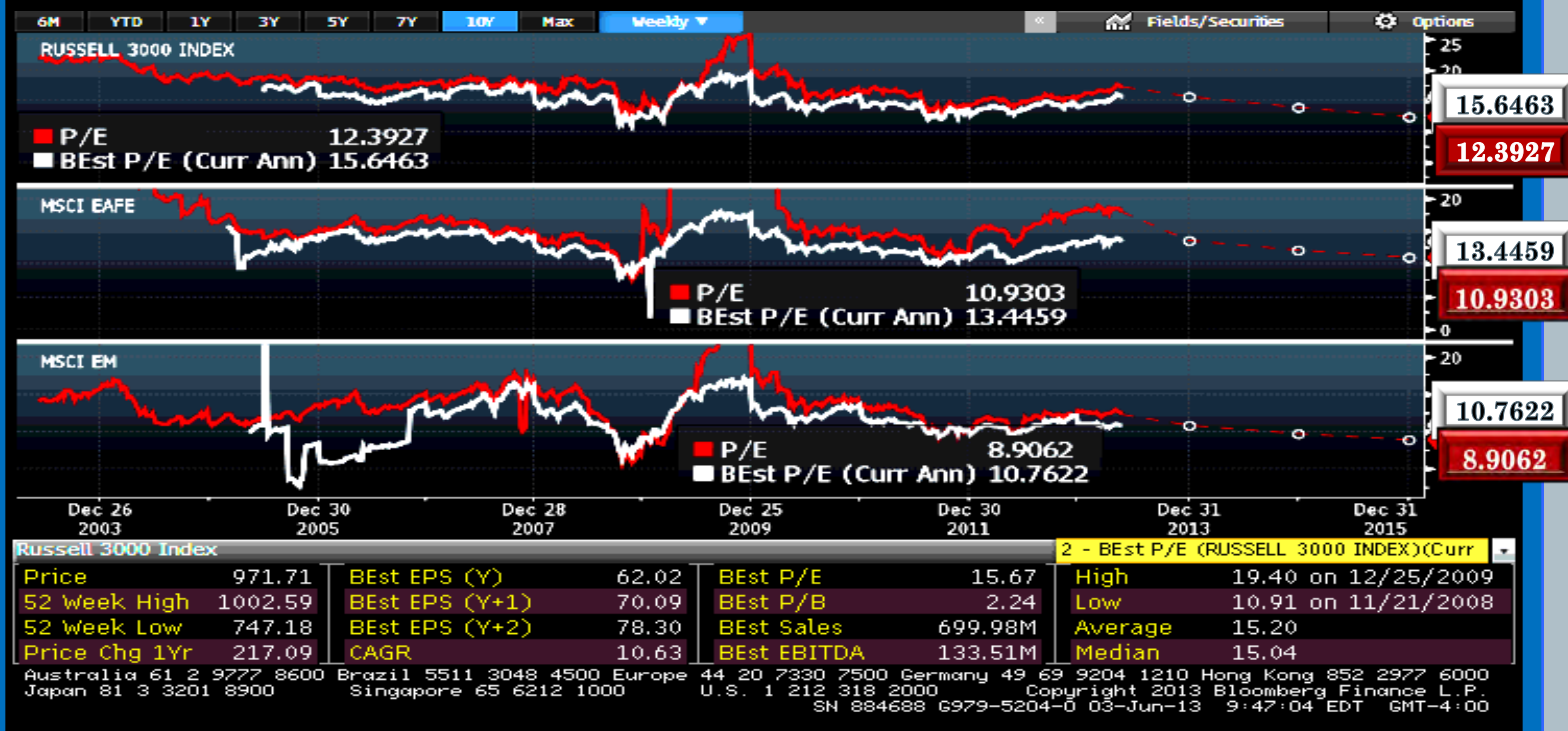 6M YTD 1Y 3Y 5Y 7Y 10Y Max Weekly ▼ « Fields/Securities Options
RUSSELL 3000 INDEX
25
20
P/E 12.3927
BEst P/E (Curr Ann) 15.6463
15.6463
12.3927
MSCI EAFE
20
P/E 10.9303
BEst P/E (Curr Ann) 13.4459
13.4459
10.9303
0
MSCI EM
20
P/E 8.9062
BEst P/E (Curr Ann) 10.7622
10.7622
8.9062
Dec 26 Dec 30 Dec 28 Dec 25 Dec 30 Dec 31 Dec 31
2003 2005 2007 2009 2011 2013 2015
Russell 3000 Index 2 - BEst P/E (RUSSELL 3000 INDEX)(Curr
Price 971.71 BEst EPS (Y) 62.02 BEst P/E 15.67 High 19.40 on 12/25/2009
52 Week High 1002.59 BEst EPS (Y+1) 70.09 BEst P/B 2.24 Low 10.91 on 11/21/2008
52 Week Low 747.18 BEst EPS (Y+2) 78.30 BEst Sales 699.98M Average 15.20
Price Chg 1Yr 217.09 CAGR 10.63 BEst EBITDA 133.51M Median 15.04
Australia 61 2 9777 8600 Brazil 5511 3048 4500 Europe 44 20 7330 7500 Germany 49 69 9204 1210 Hong Kong 852 2977 6000
Japan 81 3 3201 8900 Singapore 65 6212 1000 U.S. 1 212 318 2000 Copyright 2013 Bloomberg Finance L.P.
SN 884688 G979-5204-0 03-Jun-13 9:47:04 EDT GMT-4:00